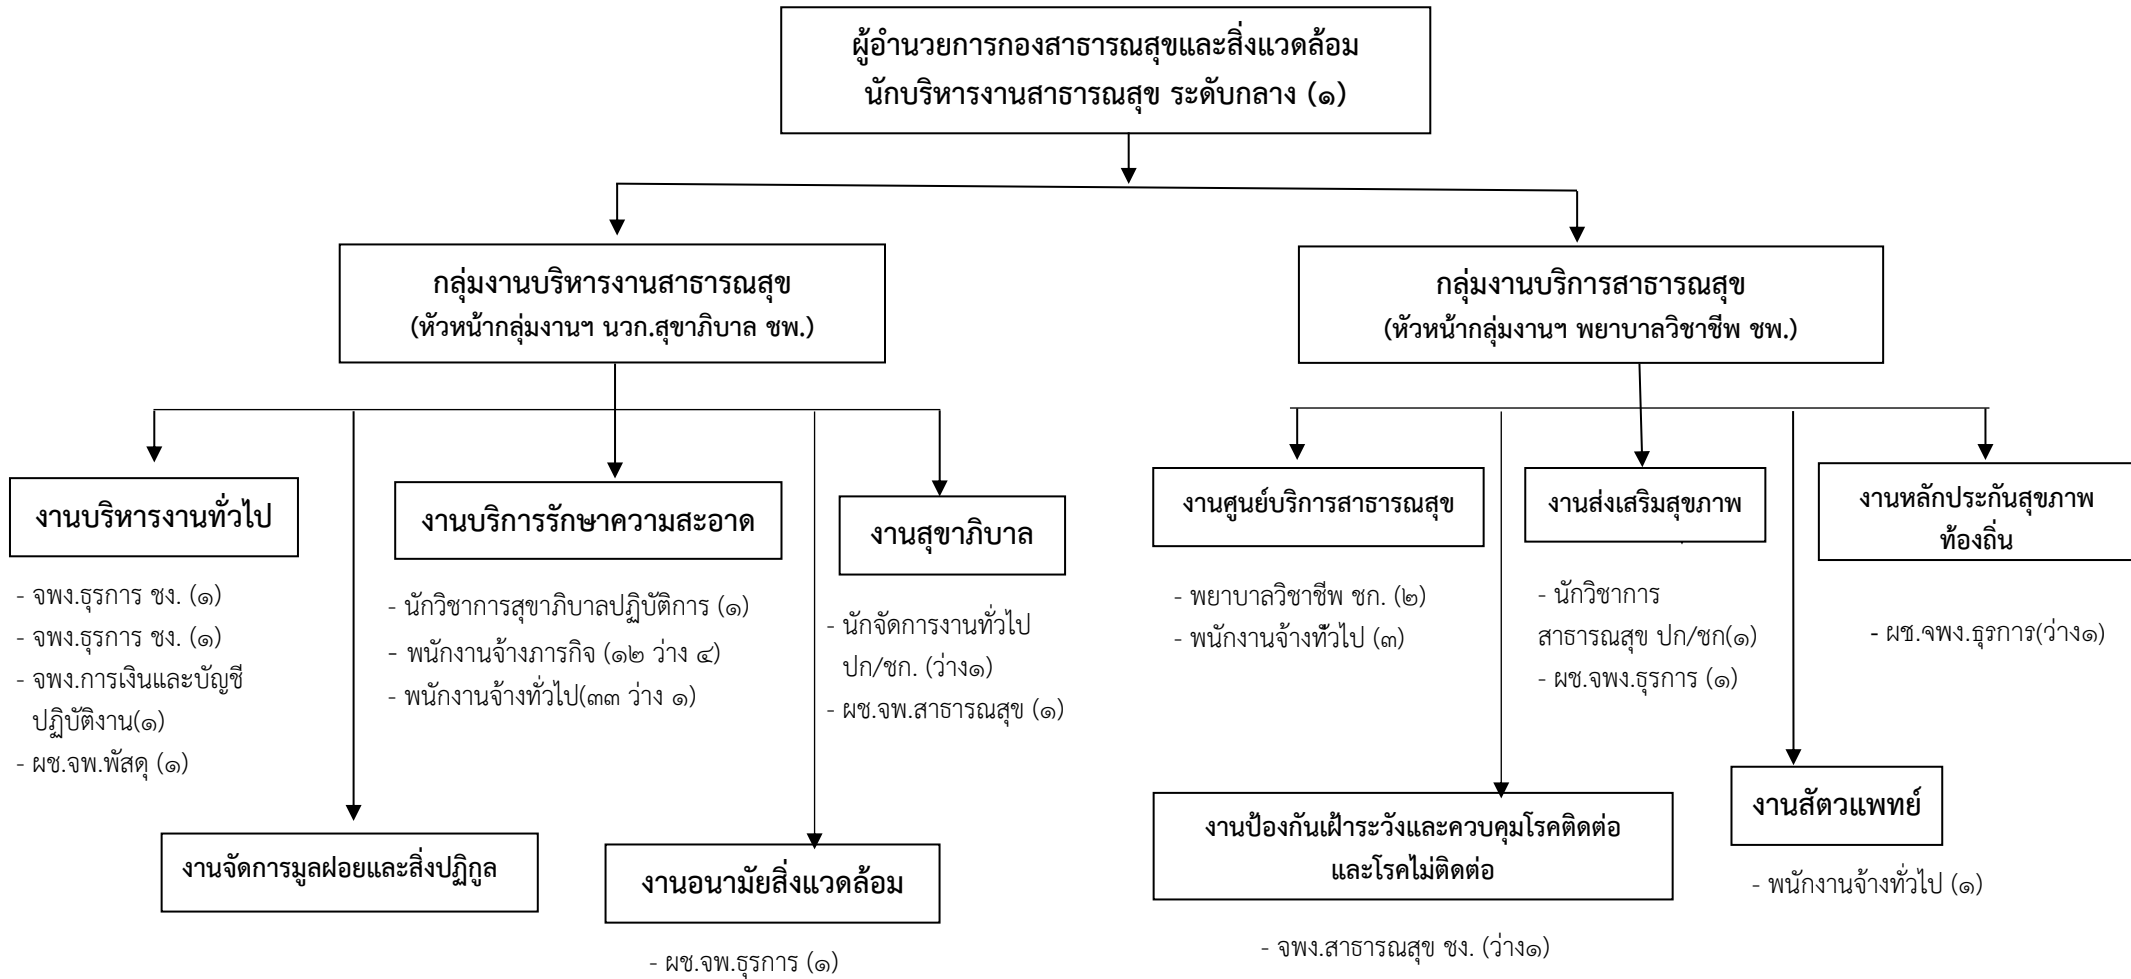 ผู้อำนวยการกองสาธารณสุขและสิ่งแวดล้อม
นักบริหารงานสาธารณสุข ระดับกลาง (๑)
กลุ่มงานบริหารงานสาธารณสุข
(หัวหน้ากลุ่มงานฯ นวก.สุขาภิบาล ชพ.)
กลุ่มงานบริการสาธารณสุข
(หัวหน้ากลุ่มงานฯ พยาบาลวิชาชีพ ชพ.)
งานบริหารงานทั่วไป
- จพง.ธุรการ ชง. (๑)
- จพง.ธุรการ ชง. (๑)
- จพง.การเงินและบัญชี
ปฏิบัติงาน(๑)
- ผช.จพ.พัสดุ (๑)
งานจัดการมูลฝอยและสิ่งปฏิกูล
งานบริการรักษาความสะอาด
- นักวิชาการสุขาภิบาลปฏิบัติการ (๑)
- พนักงานจ้างภารกิจ (๑๒ ว่าง ๔)
- พนักงานจ้างทั่วไป(๓๓ ว่าง ๑)
งานอนามัยสิ่งแวดล้อม
- ผช.จพ.ธุรการ (๑)
งานสุขาภิบาล
- นักจัดการงานทั่วไป
ปก/ชก. (ว่าง๑)
- ผช.จพ.สาธารณสุข (๑)
งานศูนย์บริการสาธารณสุข
- พยาบาลวิชาชีพ ชก. (๒)
- พนักงานจ้างทั่วไป (๓)
งานป้องกันเฝ้าระวังและควบคุมโรคติดต่อ
และโรคไม่ติดต่อ
- จพง.สาธารณสุข ชง. (ว่าง๑)
งานส่งเสริมสุขภาพ
- นักวิชาการ
สาธารณสุข ปก/ชก(๑)
- ผช.จพง.ธุรการ (๑)
งานสัตวแพทย์
- พนักงานจ้างทั่วไป (๑)
งานหลักประกันสุขภาพ
ท้องถิ่น
- ผช.จพง.ธุรการ(ว่าง๑)